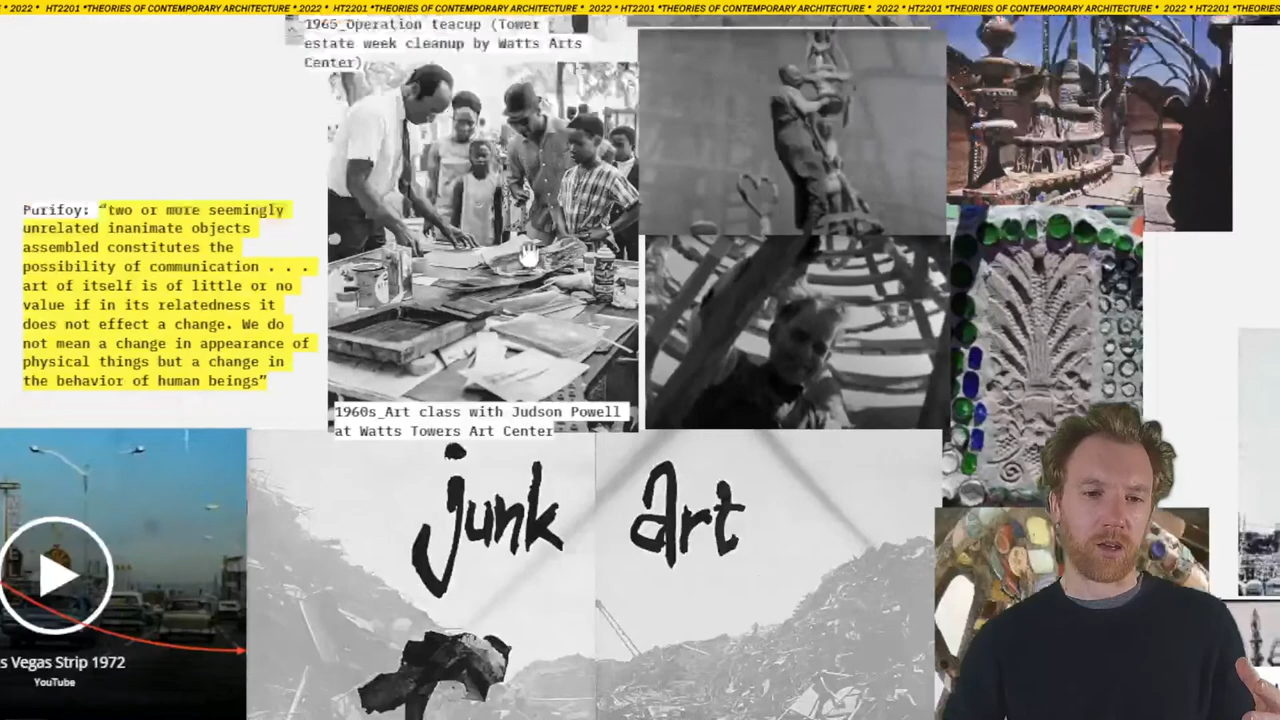 * 2022 * HT2201 *THEORIES OF CONTEMPORARY ARCHITECTURE * 2022 * HT2201 *THEORIES OF CONTEMPORARY ARCHITECTURE * 2022 * HT2201 *THEORIES OF CONTEMPORARY ARCHITECTURE * 2022 * HT2201 *THEORIES
1965_Operation teacup (Tower
estate week cleanup by Watts Arts
Center)
Purifoy: “two or more seemingly
unrelated inanimate objects
assembled constitutes the
possibility of communication . . .
art of itself is of little or no
value if in its relatedness it
does not effect a change. We do
not mean a change in appearance of
physical things but a change in
the behavior of human beings”
1960s_Art class with Judson Powell
at Watts Towers Art Center
junk art
s Vegas Strip 1972
YouTube